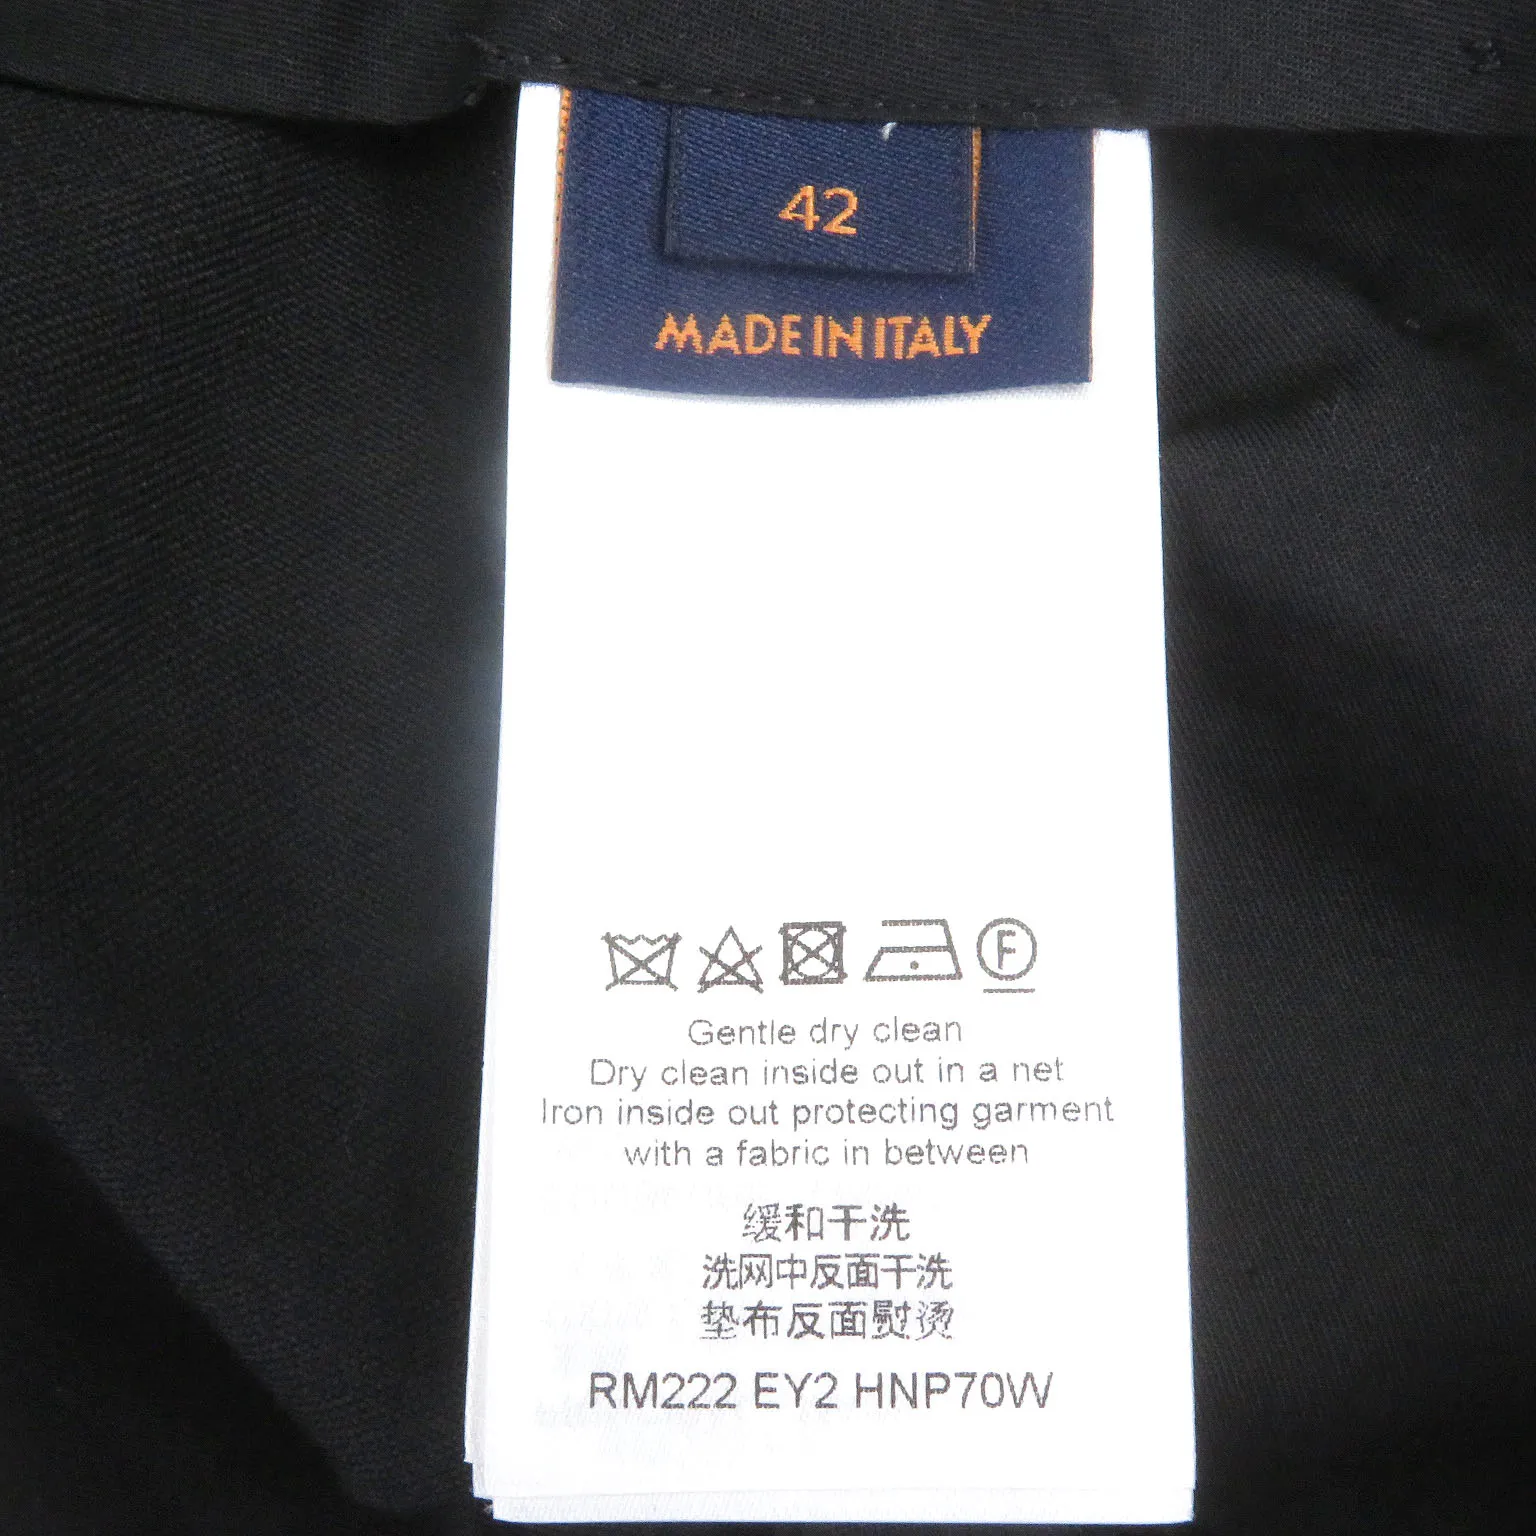 42
MADE IN ITALY
F
Gentle dry clean
Dry clean inside out in a net
Iron inside out protecting garment
with a fabric in between
缓和干洗
洗网中反面干洗
垫布反面熨烫
RM222 EY2 HNP70W